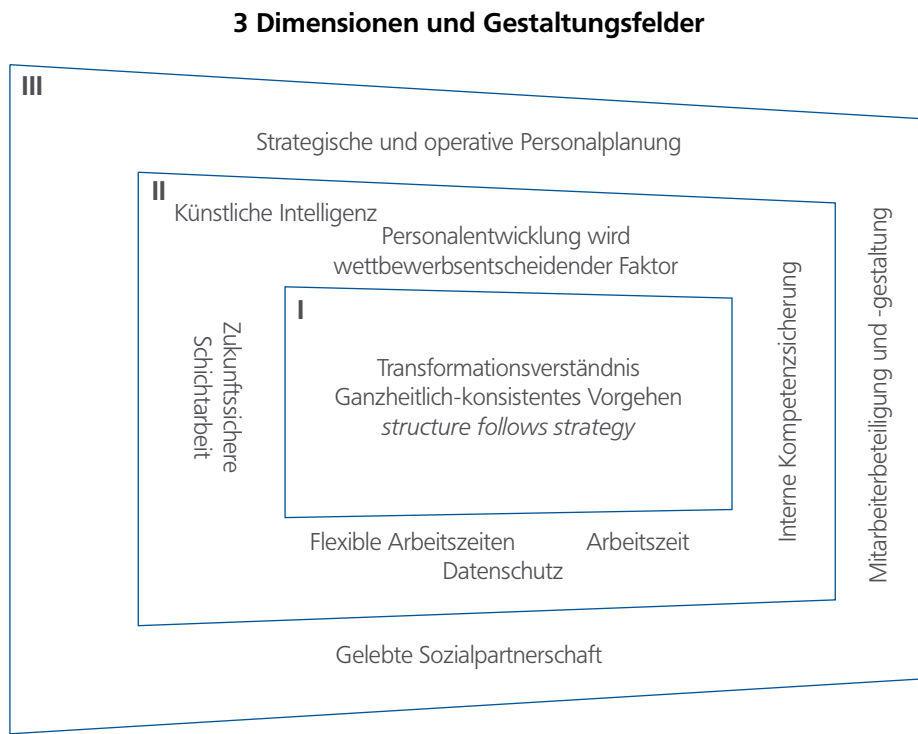 3 Dimensionen und Gestaltungsfelder
III
Strategische und operative Personalplanung
II
Künstliche Intelligenz
Personalentwicklung wird
wettbewerbsentscheidender Faktor
I
Zukunftssichere
Schichtarbeit
Transformationsverständnis
Ganzheitlich-konsistentes Vorgehen
structure follows strategy
Interne Kompetenzsicherung
Mitarbeiterbeteiligung und -gestaltung
Flexible Arbeitszeiten
Arbeitszeit
Datenschutz
Gelebte Sozialpartnerschaft